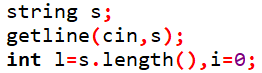 string s;
getline(cin,s);
int l=s.length(),i=0;